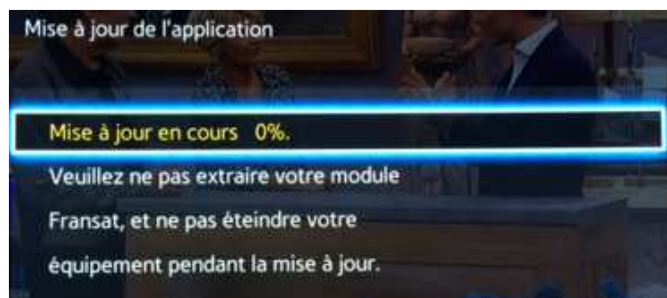 Mise à jour de l'application
Mise à jour en cours 0%.
Veuillez ne pas extraire votre module
Fransat, et ne pas éteindre votre
équipement pendant la mise à jour.